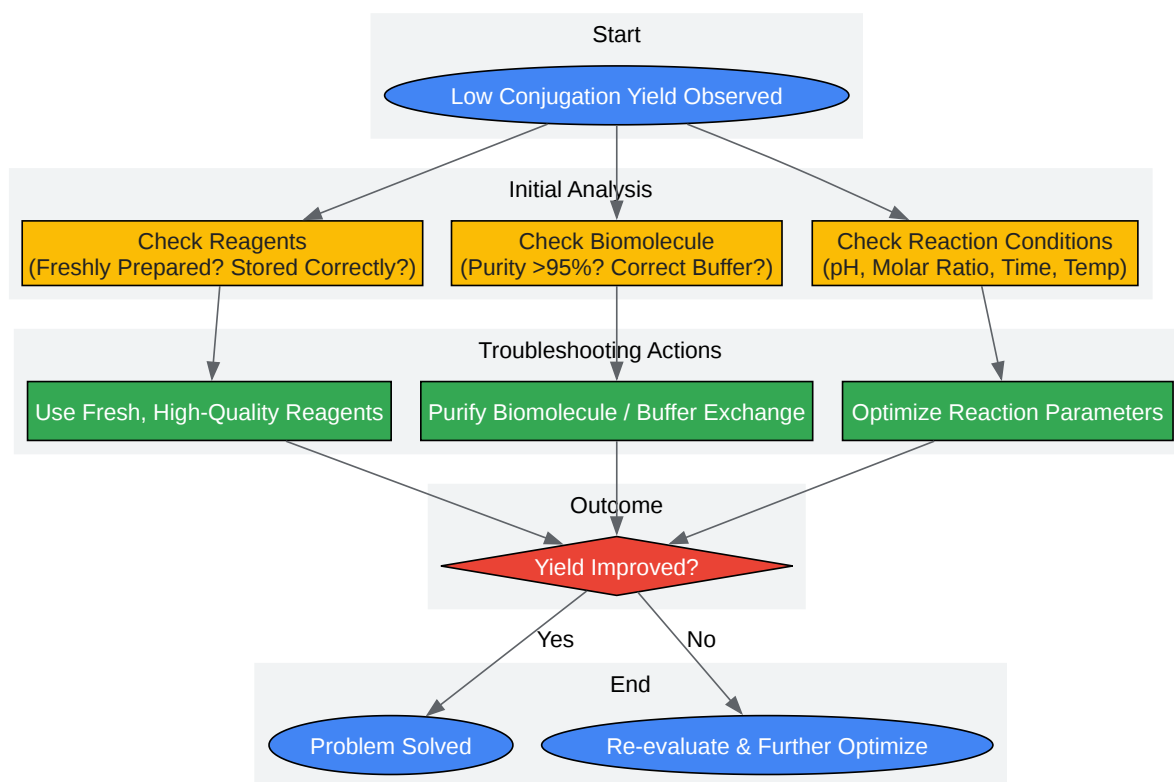 Start
Low Conjugation Yield Observed
Initial Analysis
Check Reagents
(Freshly Prepared? Stored Correctly?)
Check Biomolecule
(Purity >95%? Correct Buffer?)
Check Reaction Conditions
(pH, Molar Ratio, Time, Temp)
Troubleshooting Actions
Use Fresh, High-Quality Reagents
Purify Biomolecule / Buffer Exchange
Optimize Reaction Parameters
Outcome
Yield Improved?
Yes
No
End
Problem Solved
Re-evaluate & Further Optimize